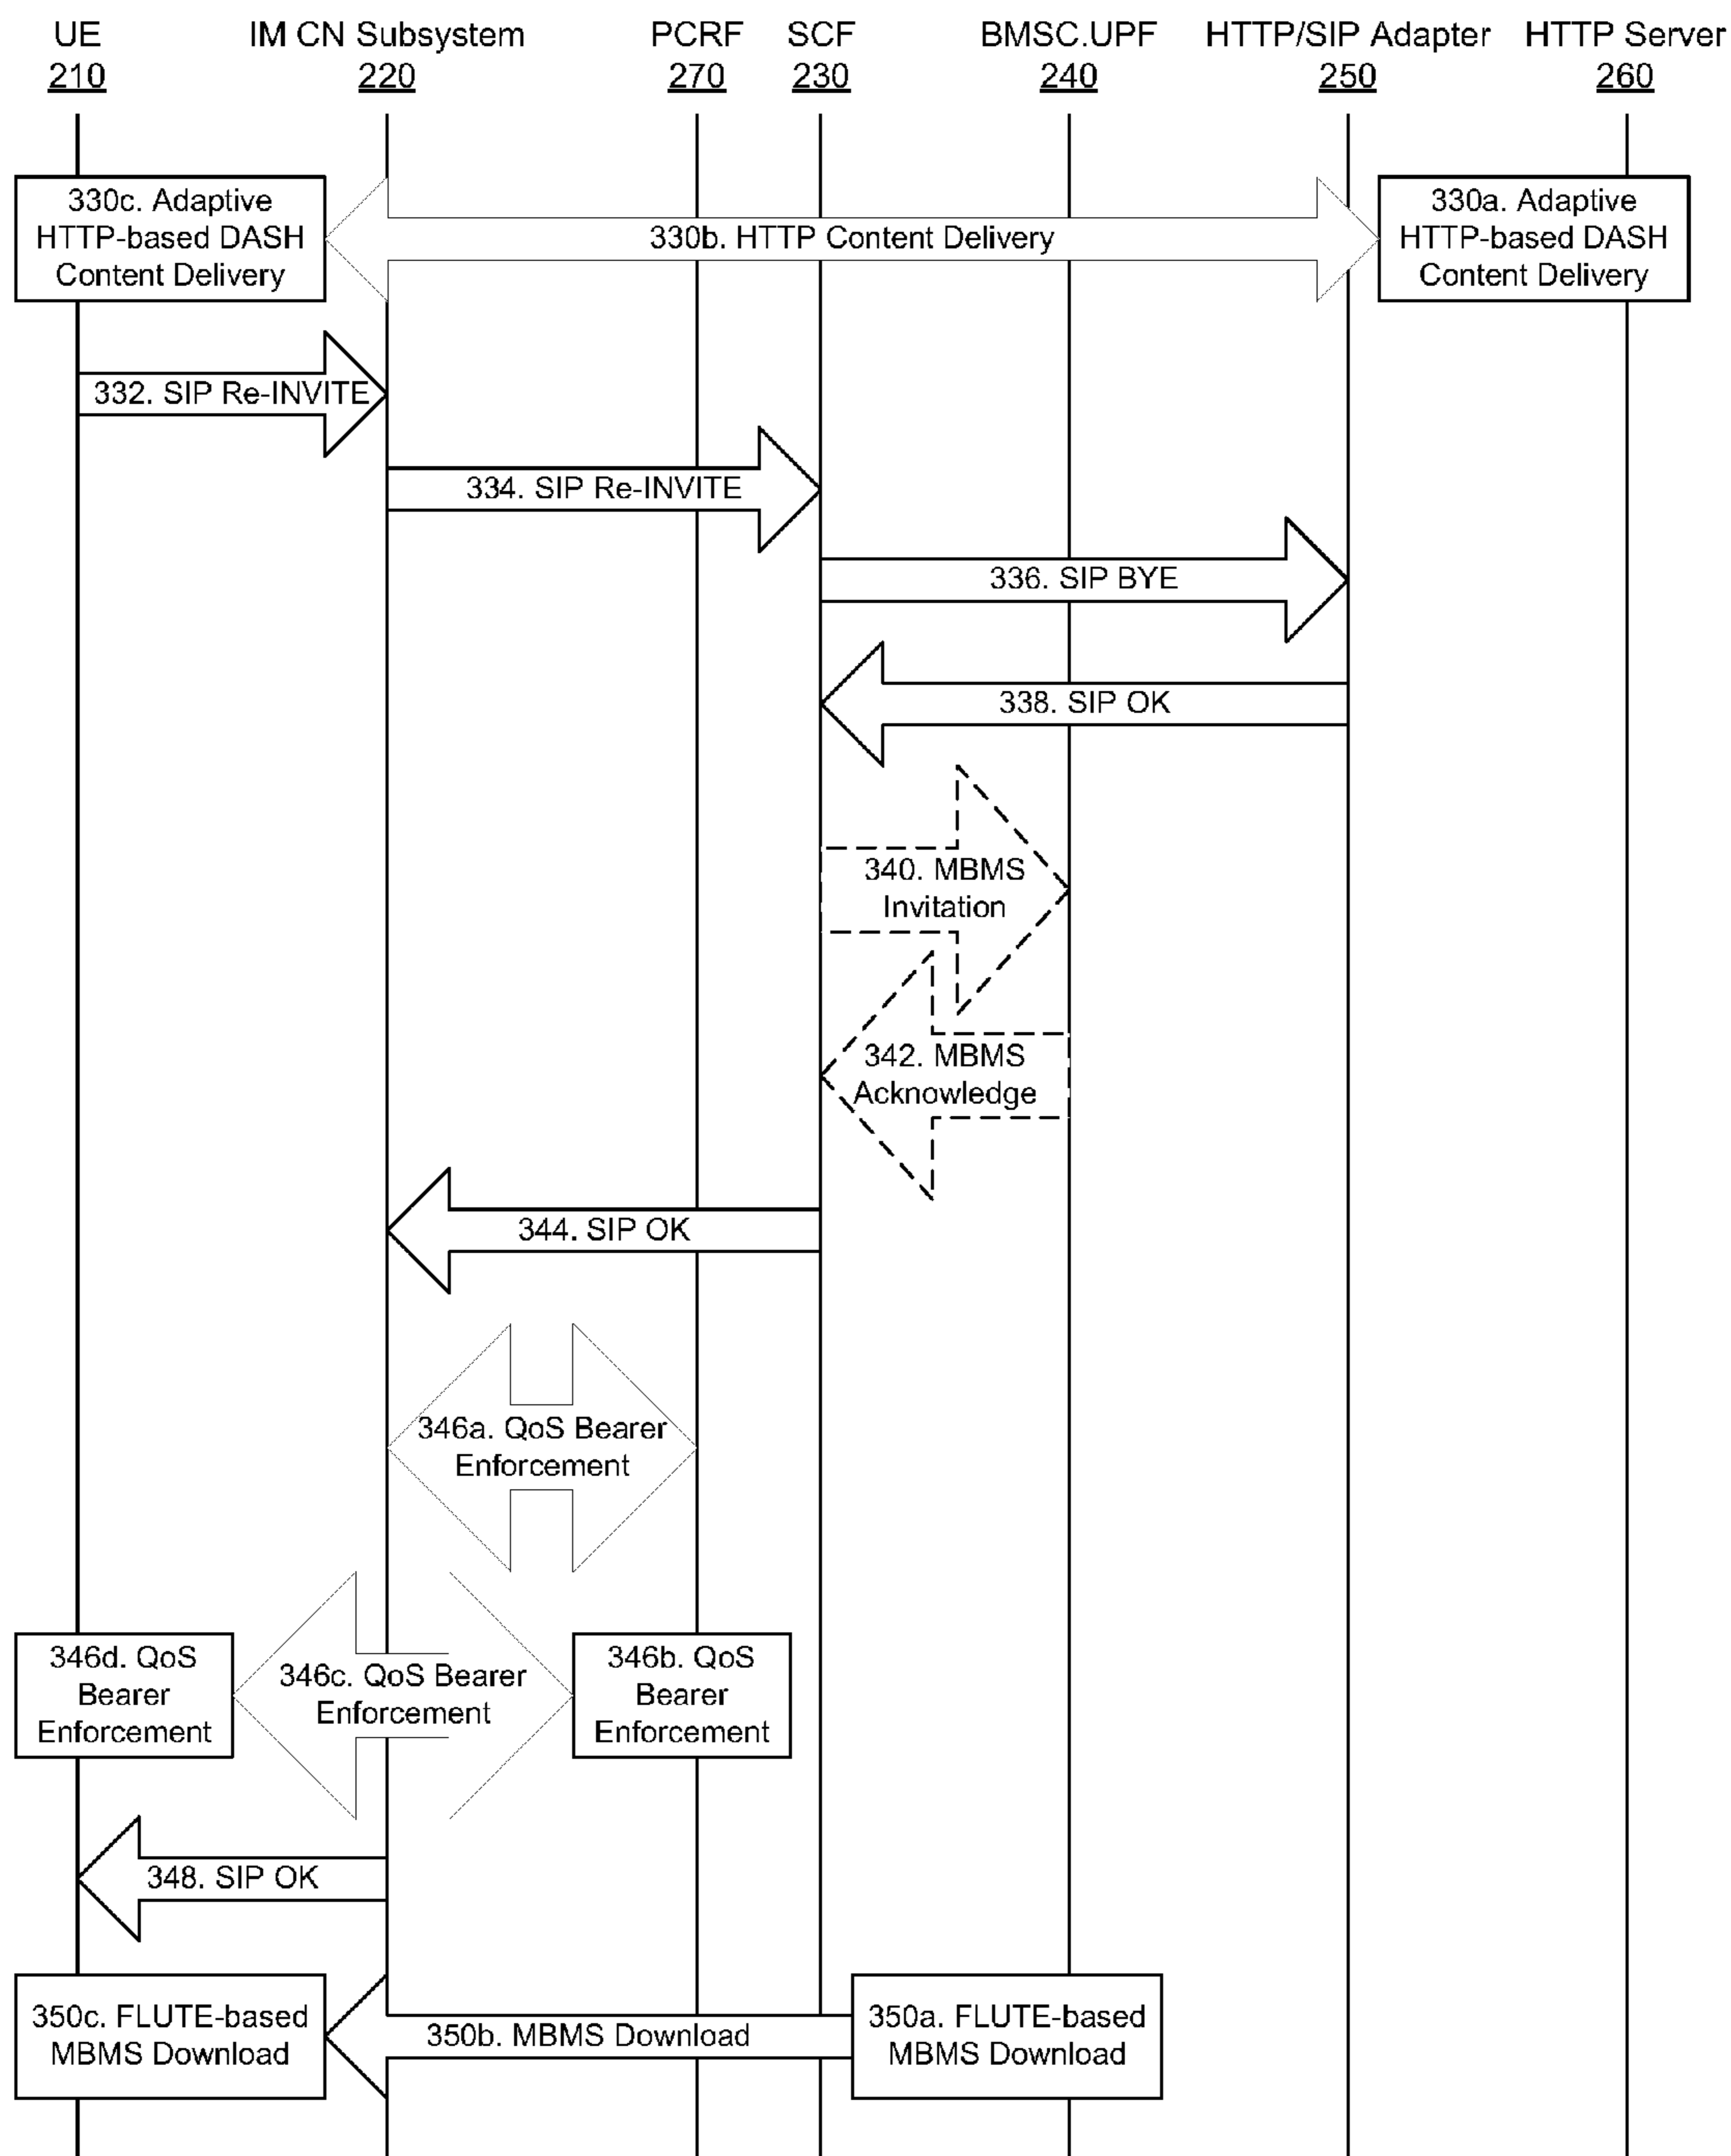 UE
210
IM CN Subsystem
220
PCRF
270
SCF
230
BMSC.UPF
240
HTTP/SIP Adapter
250
HTTP Server
260
330c. Adaptive
HTTP-based DASH
Content Delivery
330b. HTTP Content Delivery
330a. Adaptive
HTTP-based DASH
Content Delivery
332. SIP Re-INVITE
334. SIP Re-INVITE
336. SIP BYE
338. SIP OK
340. MBMS
Invitation
342. MBMS
Acknowledge
344. SIP OK
346a. QoS Bearer
Enforcement
346d. QoS
Bearer
Enforcement
346c. QoS Bearer
Enforcement
346b. QoS
Bearer
Enforcement
348. SIP OK
350c. FLUTE-based
MBMS Download
350b. MBMS Download
350a. FLUTE-based
MBMS Download